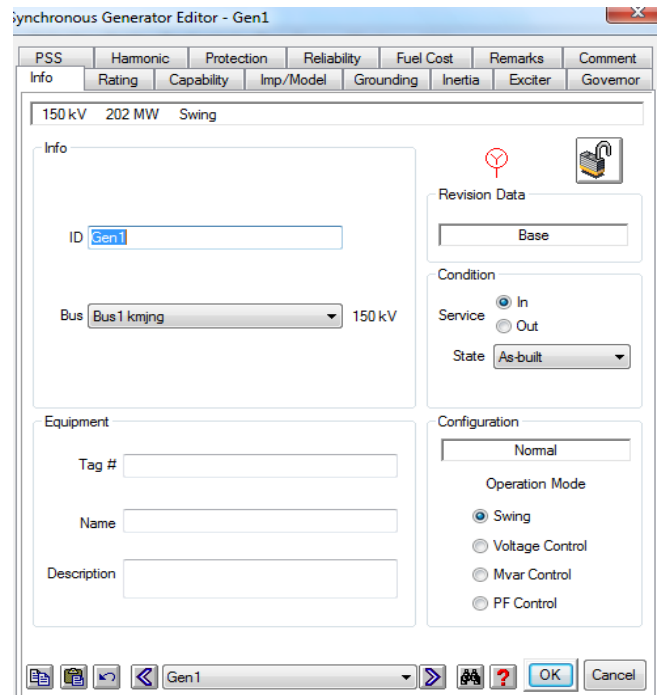 Synchronous Generator Editor - Gen1
PSS Harmonic Protection Reliability Fuel Cost Remarks Comment
Info Rating Capability Imp/Model Grounding Inertia Exciter Governor
150 kV 202 MW Swing
Info
Revision Data
Base
ID Gen1
Condition
Service In
Out
Bus Bus1 kmjng 150 kV
State As-built
Equipment
Configuration
Normal
Tag #
Operation Mode
Swing
Name
Voltage Control
Description
Mvar Control
PF Control
Gen1 ? OK Cancel